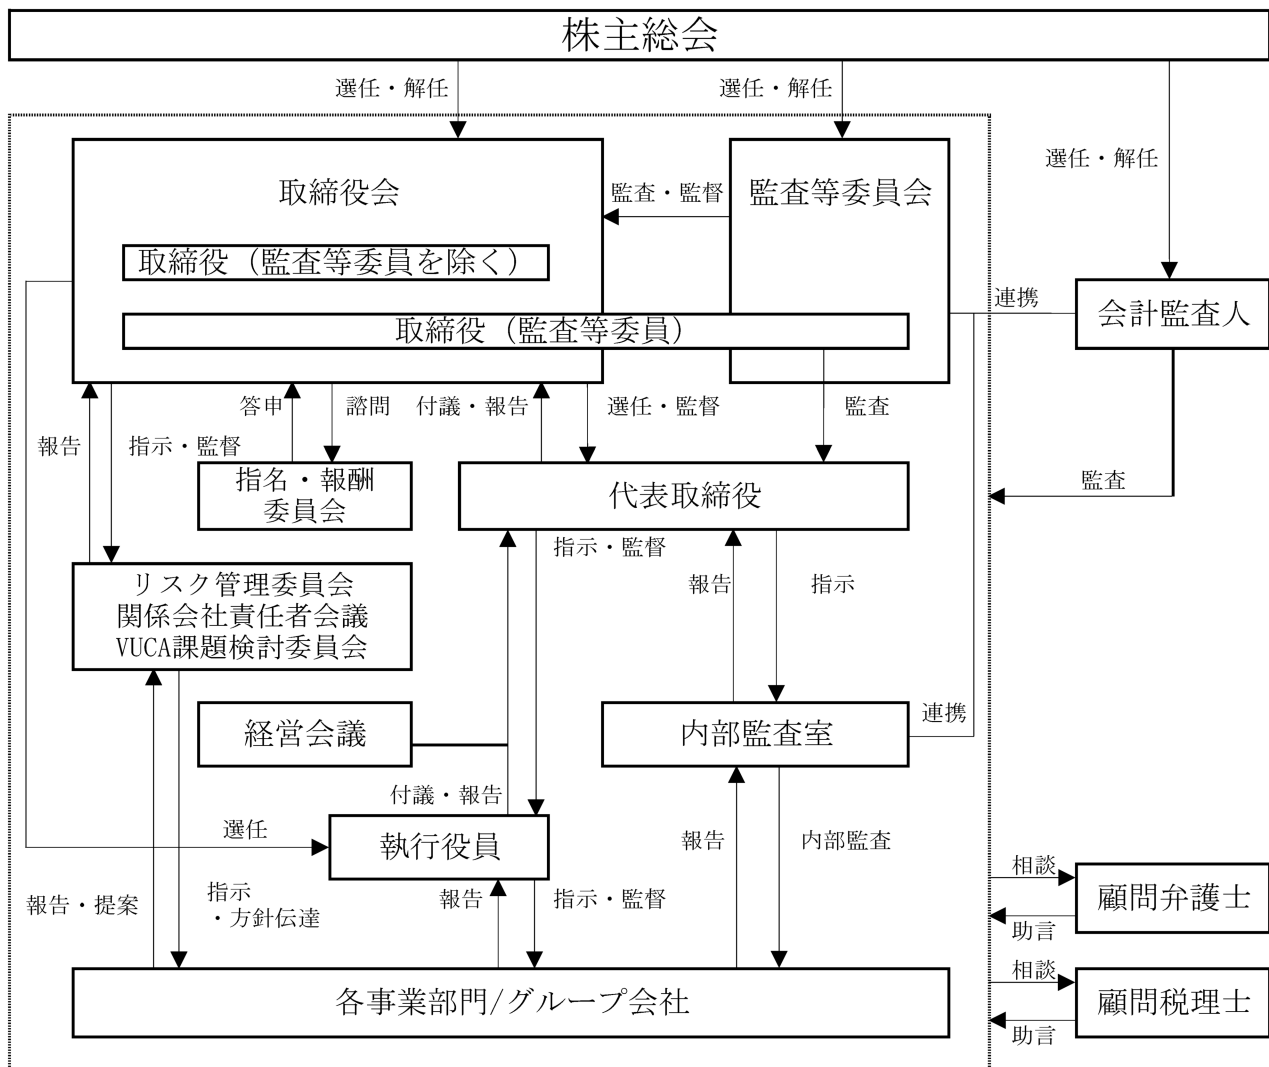 株主総会
選任・解任
選任・解任
選任・解任
取締役会
監査・監督
監査等委員会
取締役（監査等委員を除く）
連携
会計監査人
取締役（監査等委員）
報告
指示・監督
答申
諮問
付議・報告
選任・監督
監査
監査
指名・報酬
委員会
代表取締役
指示・監督
報告
指示
リスク管理委員会
関係会社責任者会議
VUCA課題検討委員会
経営会議
内部監査室
連携
付議・報告
選任
執行役員
報告
内部監査
報告・提案
指示
・方針伝達
報告
指示・監督
相談
顧問弁護士
助言
各事業部門/グループ会社
相談
顧問税理士
助言